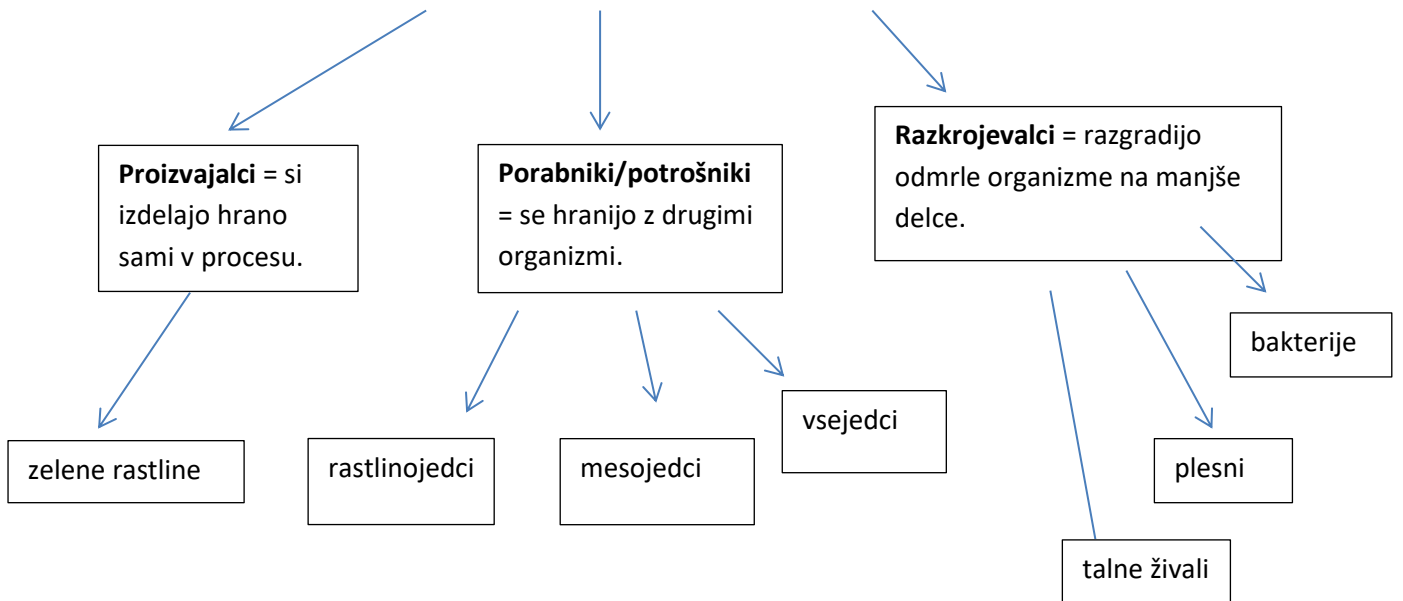 Proizvajalci = si
izdelajo hrano
sami v procesu.
Porabniki/potrošniki
= se hranijo z drugimi
organizmi.
Razkrojevalci = razgradijo
odmrle organizme na manjše
delce.
zelene rastline
rastlinojedci
mesojedci
vsejedci
bakterije
plesni
talne živali